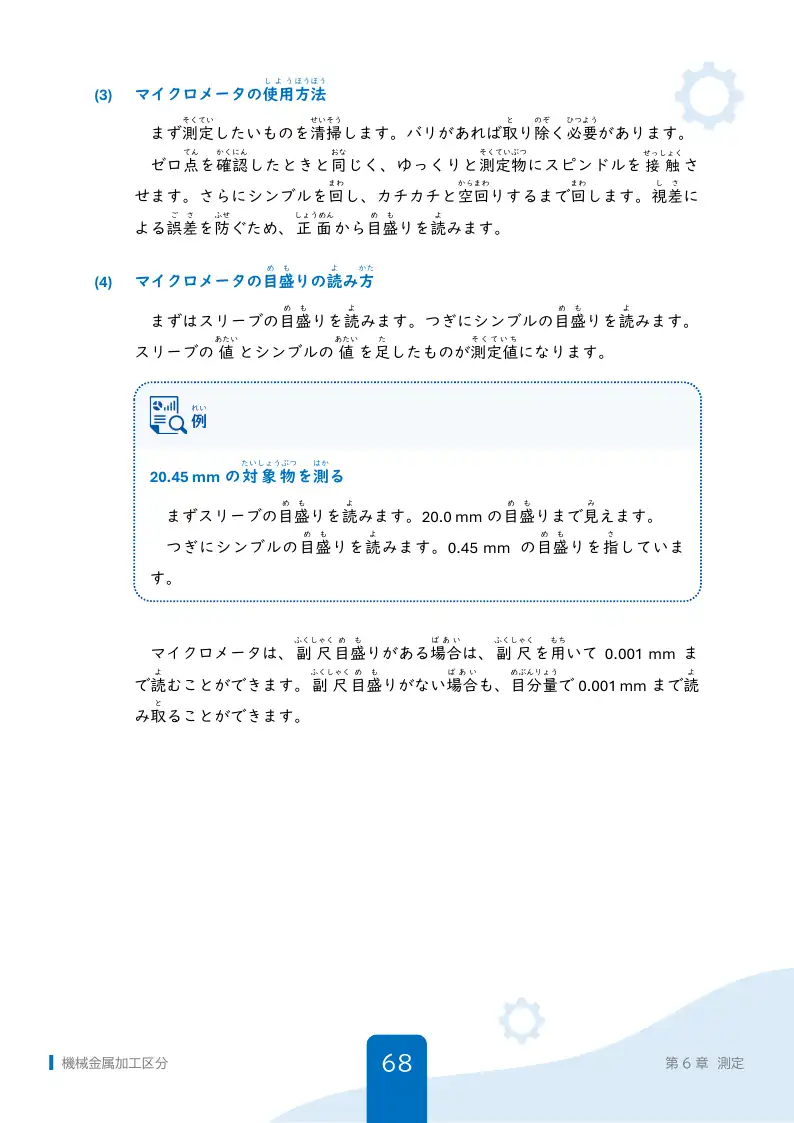 (3) マイクロメータの使用方法
まず測定したいものを清掃します。バリがあれば取り除く必要があります。
ゼロ点を確認したときと同じく、ゆっくりと測定物にスピンドルを接触さ
せます。さらにシンブルを回し、カチカチと空回りするまで回します。視差に
よる誤差を防ぐため、正面から目盛りを読みます。
(4) マイクロメータの目盛りの読み方
まずはスリーブの目盛りを読みます。つぎにシンブルの目盛りを読みます。
スリーブの値とシンブルの値を足したものが測定値になります。
例
20.45 mm の対象物を測る
まずスリーブの目盛りを読みます。20.0 mm の目盛りまで見えます。
つぎにシンブルの目盛りを読みます。0.45 mm の目盛りを指していま
す。
マイクロメータは、副尺目盛りがある場合は、副尺を用いて 0.001 mm ま
で読むことができます。副尺目盛りがない場合も、目分量で 0.001 mm まで読
み取ることができます。
機械金属加工区分
68
第 6 章 測定